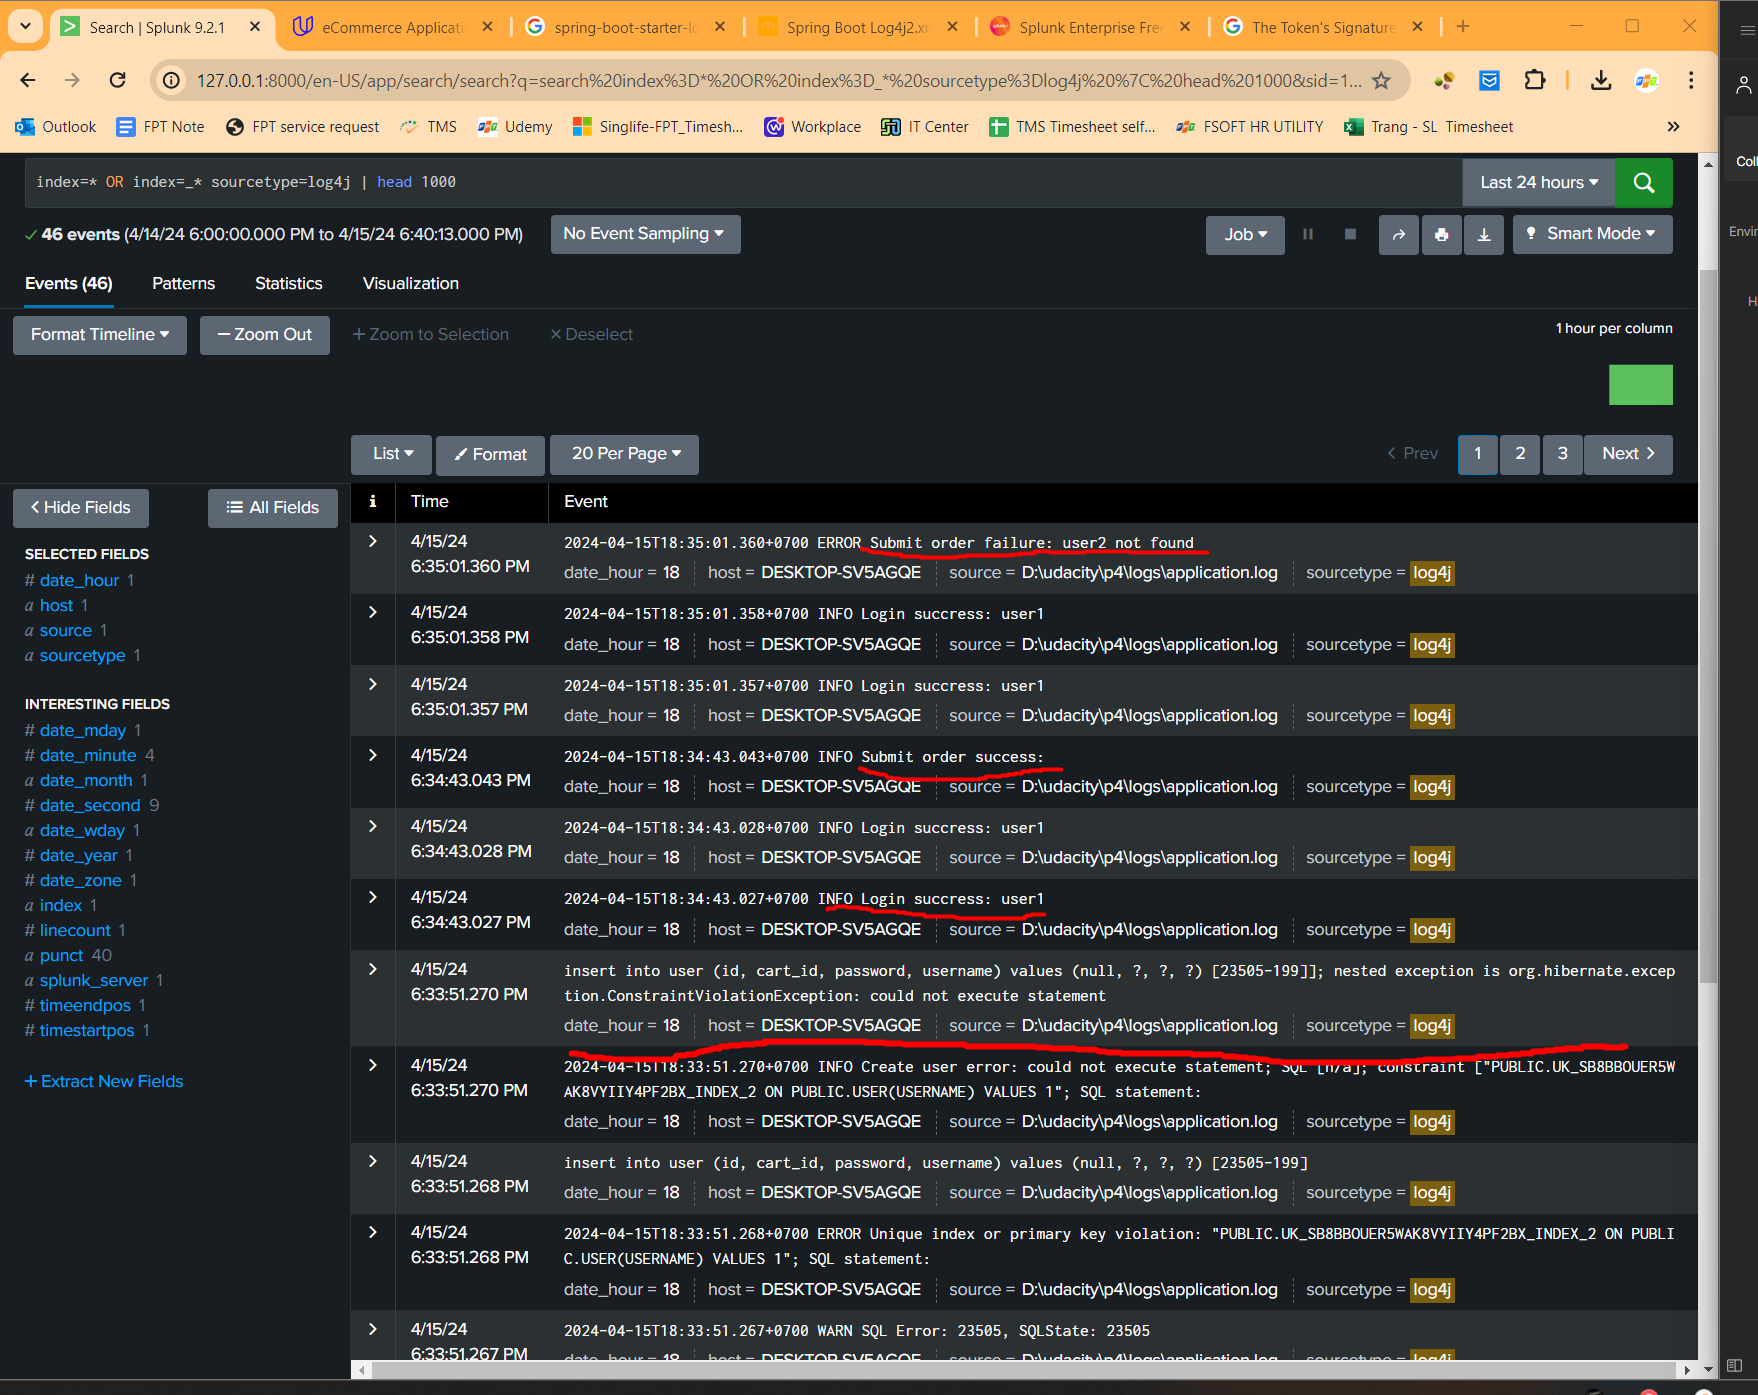 Search | Splunk 9.2.1
eCommerce Applicati
spring-boot-starter-lo
Spring Boot Log4j2.xn
Splunk Enterprise Free
The Token's Signature
127.0.0.1:8000/en-US/app/search/search?q=search%20index%3D*%20OR%20index%3D_*%20sourcetype%3Dlog4j%20%7C%20head%201000&sid=1...
Outlook
FPT Note
FPT service request
TMS
Udemy
Singlife-FPT_Timesh...
Workplace
IT Center
TMS Timesheet self...
FSOFT HR UTILITY
Trang - SL Timesheet
»
Coll
Envir
H
index=* OR index=_* sourcetype=log4j | head 1000
Last 24 hours
46 events (4/14/24 6:00:00.000 PM to 4/15/24 6:40:13.000 PM)
No Event Sampling
Job
Smart Mode
Events (46)
Patterns
Statistics
Visualization
Format Timeline
— Zoom Out
+ Zoom to Selection
× Deselect
1 hour per column
List
Format
20 Per Page
< Prev
1
2
3
Next >
< Hide Fields
All Fields
i
Time
Event
SELECTED FIELDS
# date_hour 1
a host 1
a source 1
a sourcetype 1
INTERESTING FIELDS
# date_mday 1
# date_minute 4
a date_month 1
# date_second 9
a date_wday 1
# date_year 1
# date_zone 1
a index 1
# linecount 1
a punct 40
a splunk_server 1
# timeendpos 1
# timestartpos 1
+ Extract New Fields
4/15/24
6:35:01.360 PM
2024-04-15T18:35:01.360+0700 ERROR Submit order failure: user2 not found
date_hour = 18 host = DESKTOP-SV5AGQE source = D:\udacity\p4\logs\application.log sourcetype = log4j
4/15/24
6:35:01.358 PM
2024-04-15T18:35:01.358+0700 INFO Login succress: user1
date_hour = 18 host = DESKTOP-SV5AGQE source = D:\udacity\p4\logs\application.log sourcetype = log4j
4/15/24
6:35:01.357 PM
2024-04-15T18:35:01.357+0700 INFO Login succress: user1
date_hour = 18 host = DESKTOP-SV5AGQE source = D:\udacity\p4\logs\application.log sourcetype = log4j
4/15/24
6:34:43.043 PM
2024-04-15T18:34:43.043+0700 INFO Submit order success:
date_hour = 18 host = DESKTOP-SV5AGQE source = D:\udacity\p4\logs\application.log sourcetype = log4j
4/15/24
6:34:43.028 PM
2024-04-15T18:34:43.028+0700 INFO Login succress: user1
date_hour = 18 host = DESKTOP-SV5AGQE source = D:\udacity\p4\logs\application.log sourcetype = log4j
4/15/24
6:34:43.027 PM
2024-04-15T18:34:43.027+0700 INFO Login succress: user1
date_hour = 18 host = DESKTOP-SV5AGQE source = D:\udacity\p4\logs\application.log sourcetype = log4j
4/15/24
6:33:51.270 PM
insert into user (id, cart_id, password, username) values (null, ?, ?, ?) [23505-199]]; nested exception is org.hibernate.excep
tion.ConstraintViolationException: could not execute statement
date_hour = 18 host = DESKTOP-SV5AGQE source = D:\udacity\p4\logs\application.log sourcetype = log4j
4/15/24
6:33:51.270 PM
2024-04-15T18:33:51.270+0700 INFO Create user error: could not execute statement; SQL [n/a]; constraint ["PUBLIC.UK_SB8BBOUER5W
AK8VYIIY4PF2BX_INDEX_2 ON PUBLIC.USER(USERNAME) VALUES 1"; SQL statement:
date_hour = 18 host = DESKTOP-SV5AGQE source = D:\udacity\p4\logs\application.log sourcetype = log4j
4/15/24
6:33:51.268 PM
insert into user (id, cart_id, password, username) values (null, ?, ?, ?) [23505-199]
date_hour = 18 host = DESKTOP-SV5AGQE source = D:\udacity\p4\logs\application.log sourcetype = log4j
4/15/24
6:33:51.268 PM
2024-04-15T18:33:51.268+0700 ERROR Unique index or primary key violation: "PUBLIC.UK_SB8BBOUER5WAK8VYIIY4PF2BX_INDEX_2 ON PUBLI
C.USER(USERNAME) VALUES 1"; SQL statement:
date_hour = 18 host = DESKTOP-SV5AGQE source = D:\udacity\p4\logs\application.log sourcetype = log4j
4/15/24
6:33:51.267 PM
2024-04-15T18:33:51.267+0700 WARN SQL Error: 23505, SQLState: 23505
date_hour = 18 host = DESKTOP-SV5AGQE source = D:\udacity\p4\logs\application.log sourcetype = log4j